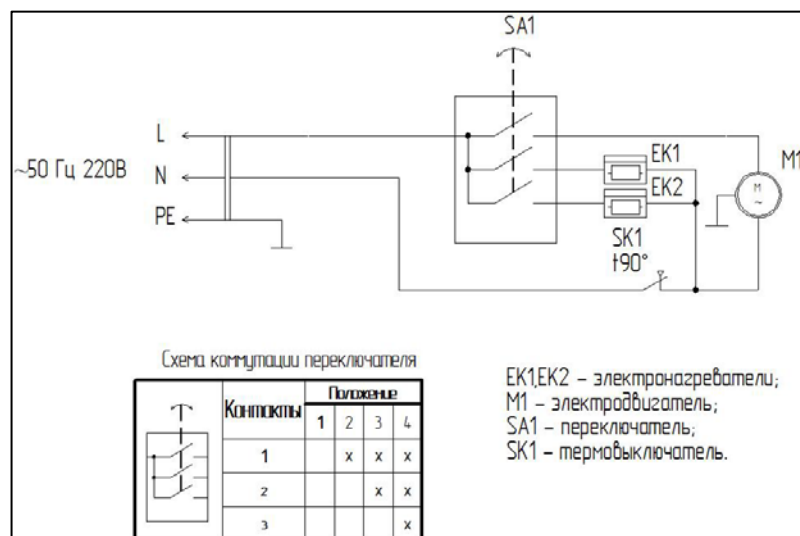 SA1
L
~50 Гц 220В
N
PE
EK1
EK2
M1
М
~
SK1
t90°
Схема коммутации переключателя
Контакты
Положение
1 2 3 4
1 x x x
2 x x
3 x
EK1,EK2 – электронагреватели;
M1 – электродвигатель;
SA1 – переключатель;
SK1 – термовыключатель.